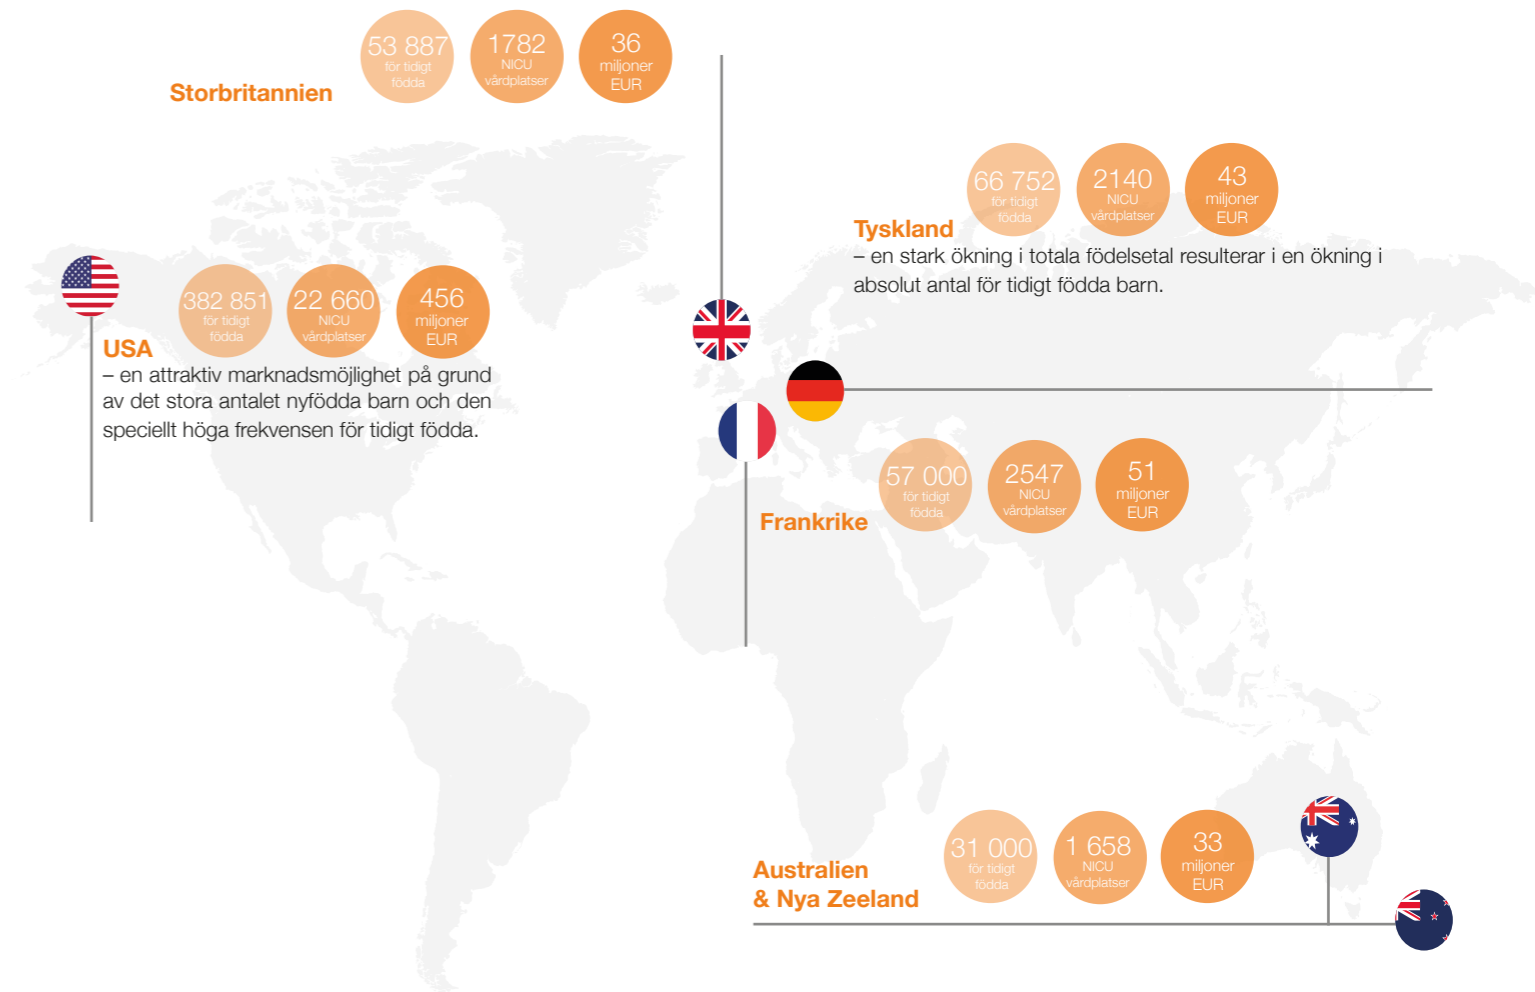 53 887
för tidigt
födda
1782
NICU
vårdplatser
36
miljoner
EUR
Storbritannien
66 752
för tidigt
födda
2140
NICU
vårdplatser
43
miljoner
EUR
Tyskland
– en stark ökning i totala födelsetal resulterar i en ökning i
absolut antal för tidigt födda barn.
382 851
för tidigt
födda
22 660
NICU
vårdplatser
456
miljoner
EUR
USA
– en attraktiv marknadsmöjlighet på grund
av det stora antalet nyfödda barn och den
speciellt höga frekvensen för tidigt födda.
57 000
för tidigt
födda
2547
NICU
vårdplatser
51
miljoner
EUR
Frankrike
31 000
för tidigt
födda
1 658
NICU
vårdplatser
33
miljoner
EUR
Australien
& Nya Zeeland